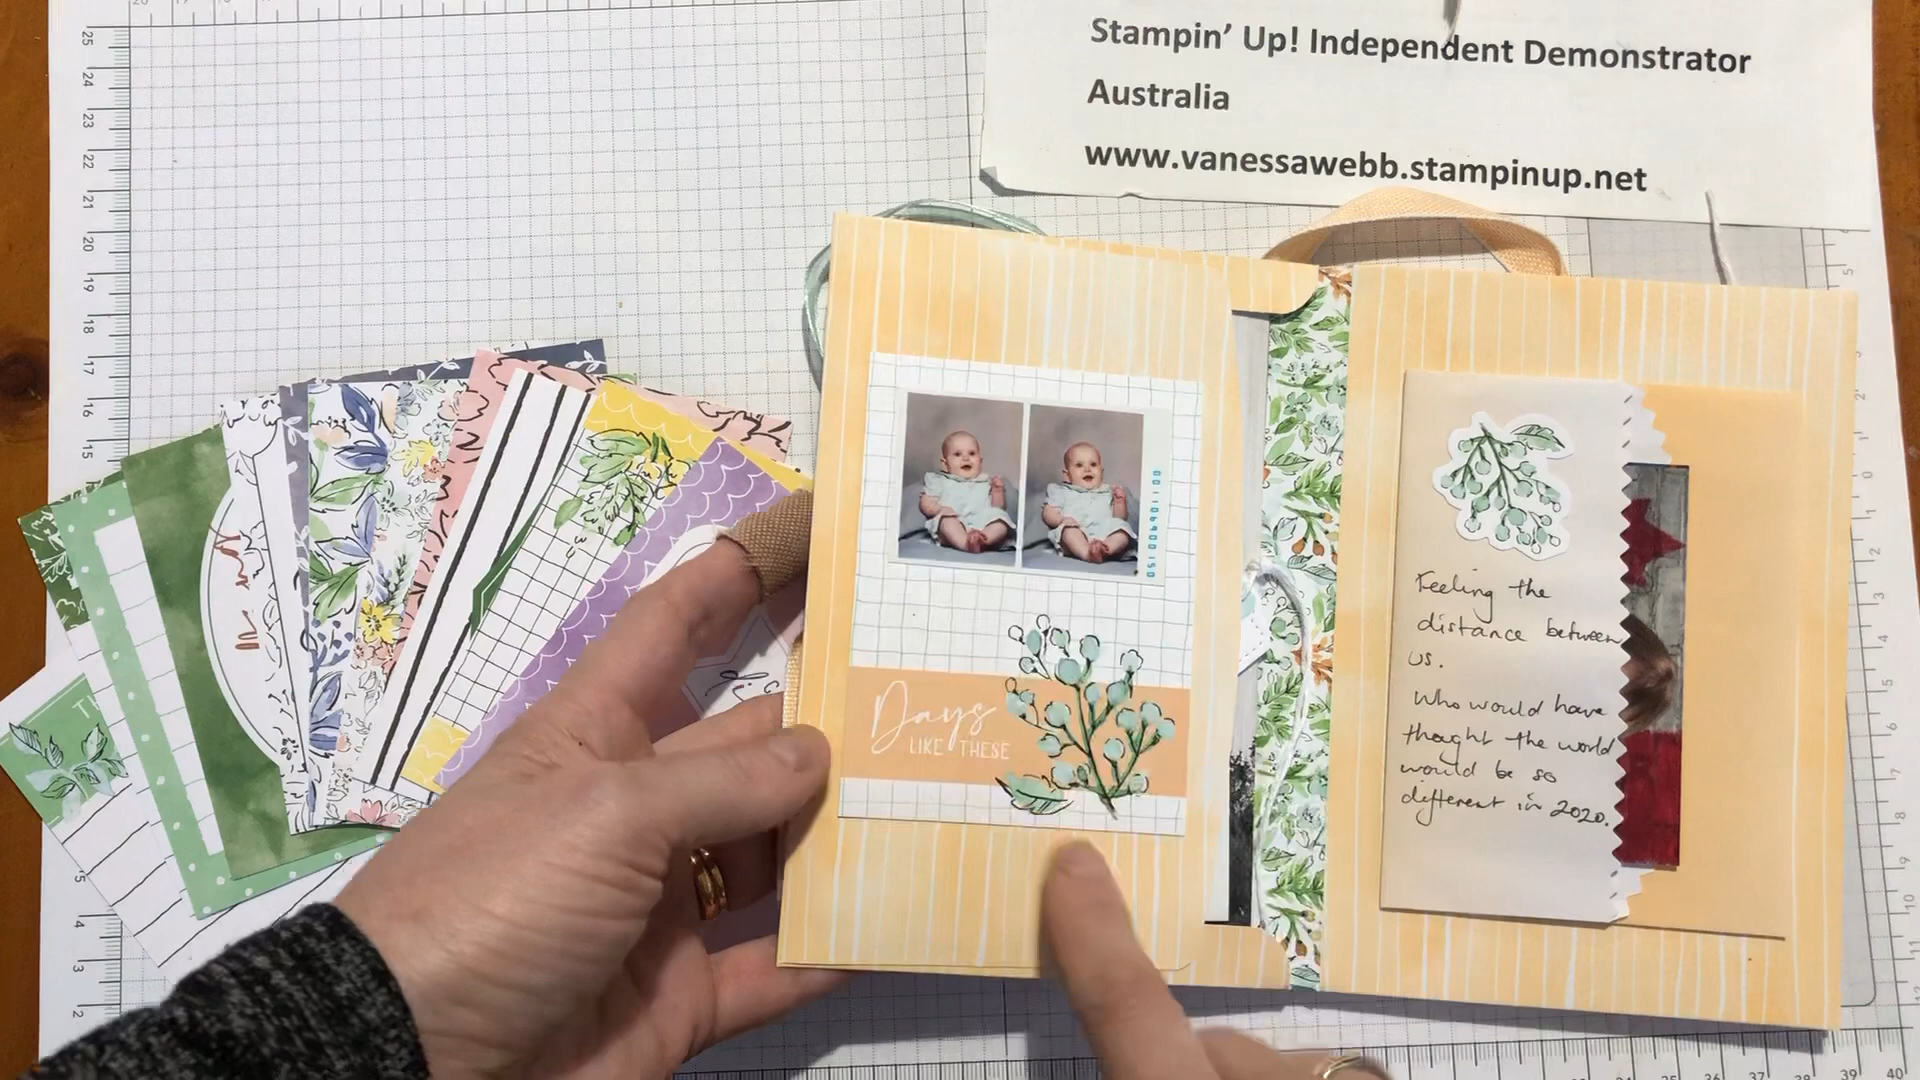 Stampin' Up! Independent Demonstrator
Australia
www.vanessawebb.stampinup.net
Days
LIKE THESE
Feeling the
distance between
us.
Who would have
thought the world
would be so
different in 2020.